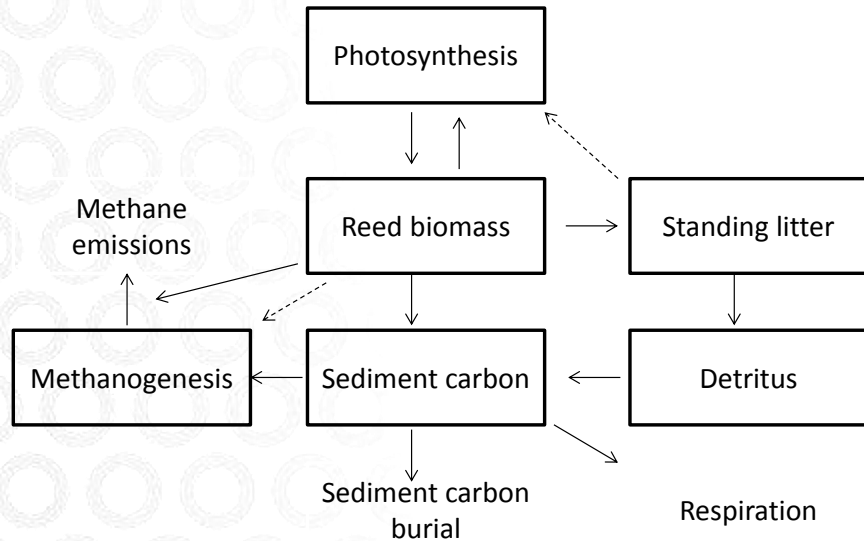 Photosynthesis
Methane
emissions
Reed biomass
Standing litter
Methanogenesis
Sediment carbon
Detritus
Sediment carbon
burial
Respiration